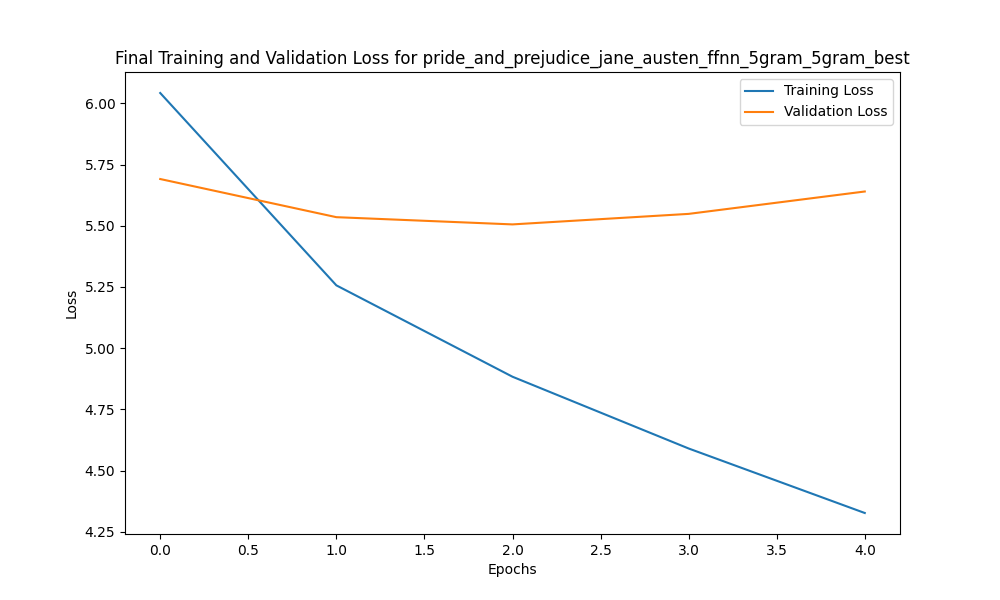 Final Training and Validation Loss for pride_and_prejudice_jane_austen_ffnn_5gram_5gram_best
Training Loss
Validation Loss
6.00
5.75
5.50
5.25
5.00
4.75
4.50
4.25
Loss
0.0 0.5 1.0 1.5 2.0 2.5 3.0 3.5 4.0
Epochs